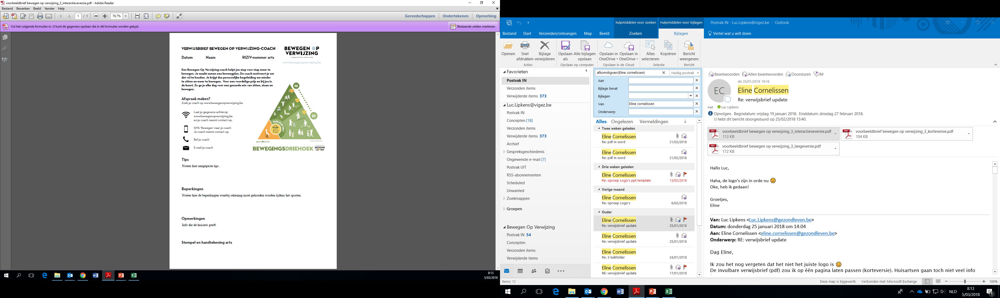 voorbeeldbrief bewegen op verwijzing_3_interactieveversie.pdf - Adobe Reader
Bestand Bewerken Beeld Venster Help
1 / 1 70,7% Gereedschappen Ondertekenen Opmerking
Vul het volgende formulier in. U kunt de gegevens opslaan die in dit formulier worden getypt. Bestaande velden markeren
VERWIJSBRIEF BEWEGEN OP VERWIJZING-COACH
BEWEGEN OP
VERWIJZING
VLAAMS INSTITUUT GEZOND LEVEN
www.bewegenopverwijzing.be
Datum Naam RIZIV-nummer arts
Een Bewegen Op Verwijzing-coach helpt jou stap voor stap meer te
bewegen. Je maakt samen een beweegplan. De coach motiveert je om
dat vol te houden. Je krijgt dus persoonlijke begeleiding om minder
te zitten en meer te bewegen. Voor een voordelige prijs en bij jou in
de buurt. Zo ga je elke dag voor een gezonde mix van zitten, staan en
bewegen.
Afspraak maken?
Zoek je coach op www.bewegenopverwijzing.be
Laat je gegevens achterop
www.bewegenopverwijzing.be
en je coach neemt contact op.
SMS 'Bewegen' naar je coach
Je coach neemt contact op.
Bel je coach
E-mail je coach
ELKE STAP TELT
gezondleven.be
BEWEGINGSDRIEHOEK
GEZOND
LEVEN
Tips
Noteer hier aangepaste tips.
Beperkingen
Noteer hier de beperkingen waarbij rekening moet gehouden worden tijdens het sporten.
Opmerkingen
Info die de huisarts geeft.
Stempel en handtekening arts
8:13
5/03/2018
hulpmiddelen voor zoeken Hulpmiddelen voor bijlagen Postvak IN - Luc.Lipkens@vigez.be - Outlook
Bestand Start Verzenden/ontvangen Map Beeld Zoeken Bijlagen Vertel wat u wilt doen
Openen Snel afdrukken Bijlage verwijderen Opslaan als Alle bijlagen opslaan Opslaan in OneDrive Opslaan in OneDrive Alles selecteren Kopiëren Bericht weergeven
Acties Opslaan op computer Opslaan in de Cloud Selectie Bericht
Favorieten
Postvak IN
Verzonden items
Verwijderde items 373
Luc.Lipkens@vigez.be
Postvak IN
Concepten [18]
Verzonden items
Verwijderde items 373
Archief
Gespreksgeschiedenis
Ongewenste e-mail [7]
Postvak UIT
RSS-abonnementen
Scheduled
Unwanted
Zoekmappen
Groepen
Bewegen Op Verwijzing
Postvak IN 54
Concepten
Verzonden items
Verwijderde items
afkomstigvan:(Eline cornelissen) Huidig postvak
Aan
Bijlage bevat
Bijlagen
Van Eline cornelissen
Onderwerp
Alles Ongelezen Vermeldingen
Twee weken geleden
Eline Cornelissen
Re: pdf in word 21/02/2018
Eline Cornelissen
Re: pdf in word 21/02/2018
Drie weken geleden
Eline Cornelissen
Re: oproep Logo's ppt template 13/02/2018
Vorige maand
Eline Cornelissen
Re: oproep Logo's 6/02/2018
Ouder
Eline Cornelissen
Re: verwijsbrief update 25/01/2018
Eline Cornelissen
Re: verwijsbrief update 25/01/2018
Eline Cornelissen
Re: 3-luikfolder 24/01/2018
Eline Cornelissen
RE: verwijsbrief update 17/01/2018
Beantwoorden Allen beantwoorden Doorsturen IM
do 25/01/2018 19:16
EC
Eline Cornelissen
Re: verwijsbrief update
Aan Luc Lipkens
Opvolgen. Begindatum: vrijdag 19 januari 2018. Einddatum: dinsdag 27 februari 2018.
U hebt dit bericht doorgestuurd op 25/02/2018 15:40.
voorbeeldbrief bewegen op verwijzing_3_interactieveversie.pdf
113 KB
voorbeeldbrief bewegen op verwijzing_3_korteversie.pdf
104 KB
voorbeeldbrief bewegen op verwijzing_3_langeversie.pdf
172 KB
Hallo Luc,
Haha, de logo's zijn in orde nu 😊
Oke, heb ik gedaan!
Groetjes,
Eline
Van: Luc Lipkens <Luc.Lipkens@gezondleven.be>
Datum: donderdag 25 januari 2018 om 14:04
Aan: Eline Cornelissen <eline.cornelissen@gezondleven.be>
Onderwerp: RE: verwijsbrief update
Dag Eline,
Ik zou het nog vergeten dat het niet het juiste logo is 😊
De invulbare verwijsbrief (pdf) zou ik op één pagina laten passen (korteversie). Huisartsen gaan toch niet veel info
Items: 12 Deze map is bijgewerkt. Verbonden met: Microsoft Exchange 100%
NLD 8:13
5/03/2018
1